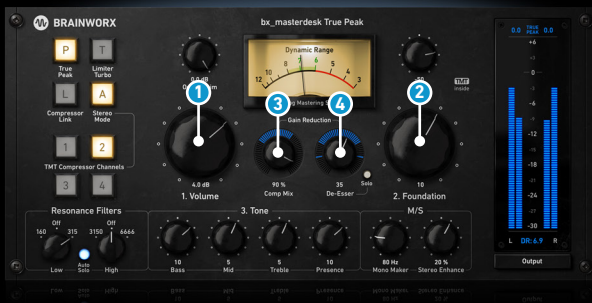 BRAINWORX
bx_masterdesk True Peak
P
T
True Peak
Limiter Turbo
L
A
Compressor Link
Stereo Mode
1
2
TMT Compressor Channels
3
4
Dynamic Range
12
10
8
7
6
5
4
3
TMT
inside
1
2
3
4
Gain Reduction
4.0 dB
1. Volume
90 %
Comp Mix
35
De-Esser
Solo
10
2. Foundation
Resonance Filters
Off
160
315
Low
Auto Solo
Off
3150
6666
High
3. Tone
10
Bass
5
Mid
5
Treble
10
Presence
M/S
80 Hz
Mono Maker
20 %
Stereo Enhance
0.0
TRUE PEAK
0.0
+6
+3
0
-6
-12
-18
-24
-30
L
DR: 6.9
R
Output